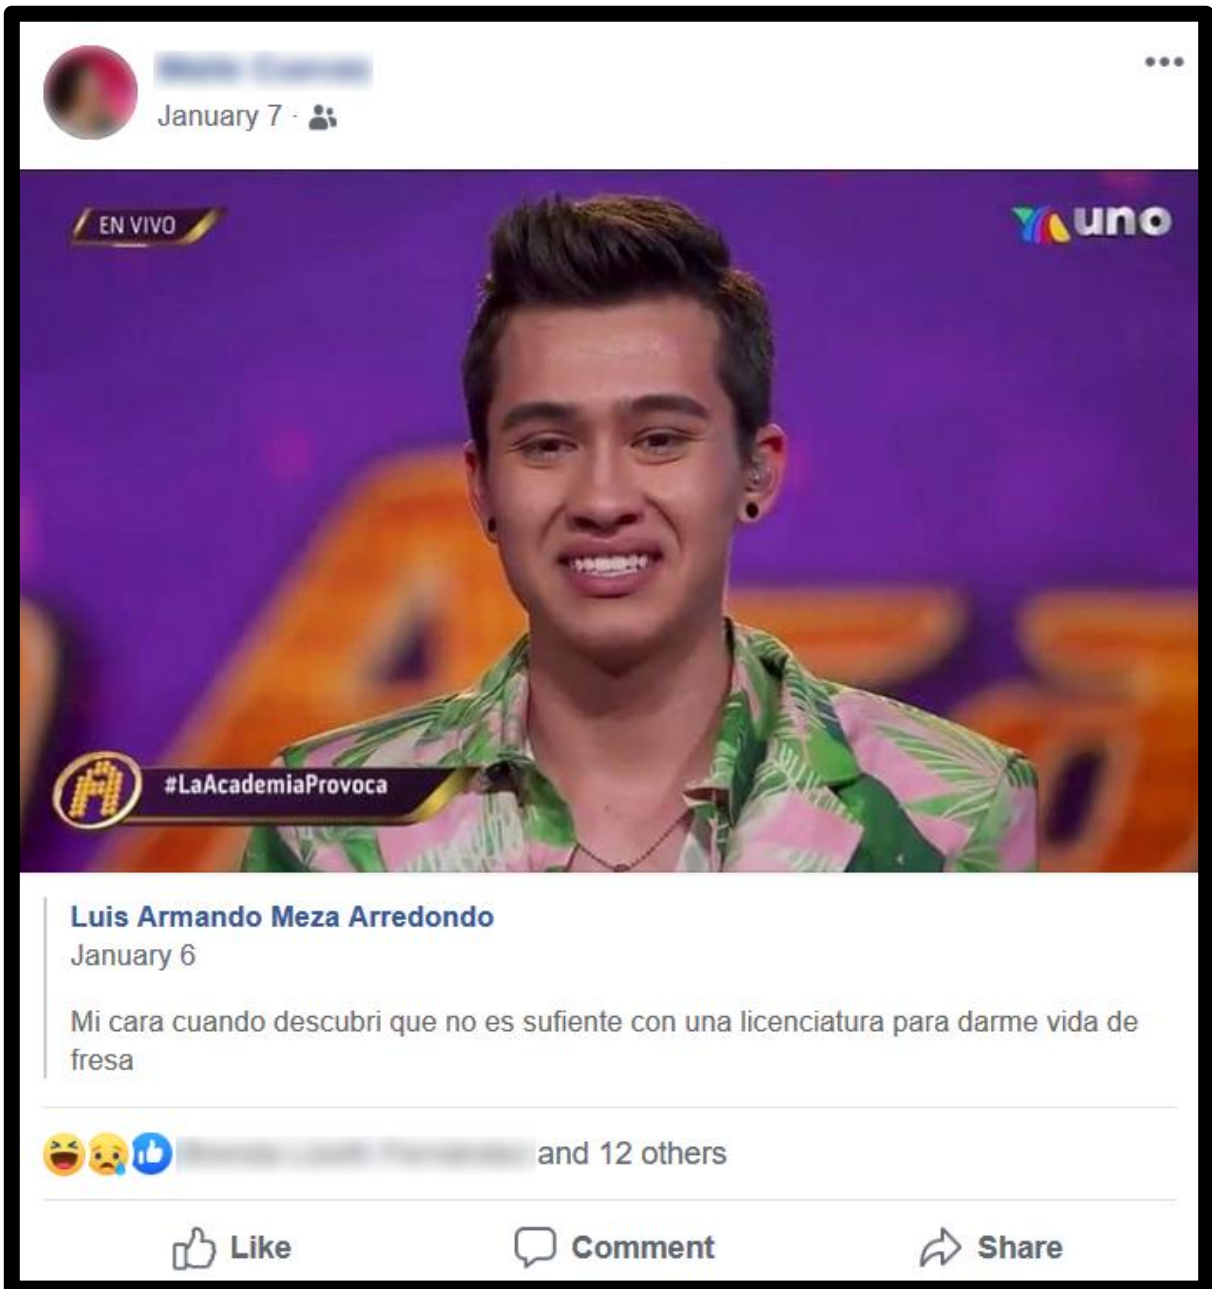 January 7
EN VIVO
uno
#LaAcademiaProvoca
Luis Armando Meza Arredondo
January 6
Mi cara cuando descubri que no es sufiente con una licenciatura para darme vida de
fresa
and 12 others
Like Comment Share